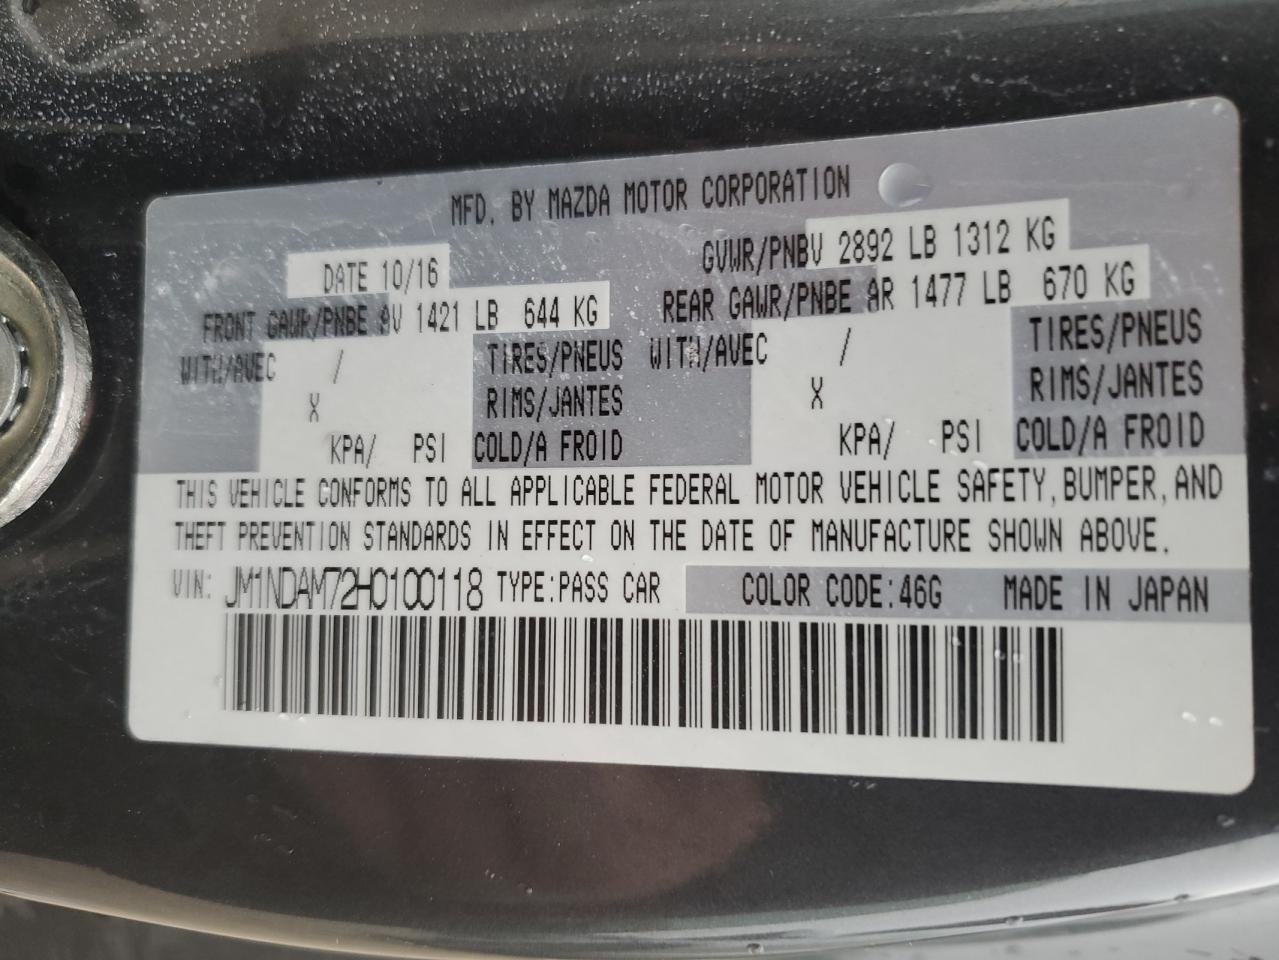 MFD. BY MAZDA MOTOR CORPORATION
DATE 10/16 GVWR/PNBV 2892 LB 1312 KG
FRONT GAWR/PNBE AV 1421 LB 644 KG REAR GAWR/PNBE AR 1477 LB 670 KG
WITH/AVEC / TIRES/PNEUS WITH/AVEC / TIRES/PNEUS
X RIMS/JANTES X RIMS/JANTES
KPA/ PSI COLD/A FROID KPA/ PSI COLD/A FROID
THIS VEHICLE CONFORMS TO ALL APPLICABLE FEDERAL MOTOR VEHICLE SAFETY, BUMPER, AND
THEFT PREVENTION STANDARDS IN EFFECT ON THE DATE OF MANUFACTURE SHOWN ABOVE.
VIN: JM1NDAM72H0100118 TYPE:PASS CAR COLOR CODE:46G MADE IN JAPAN